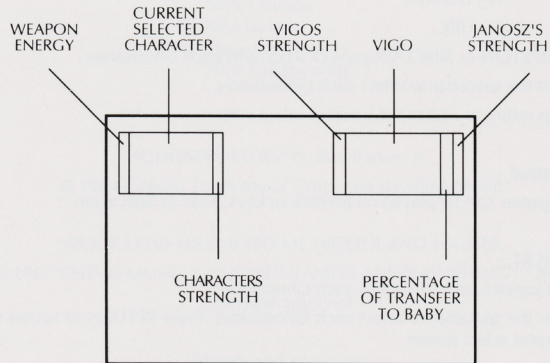 WEAPON
ENERGY
CURRENT
SELECTED
CHARACTER
VIGOS
STRENGTH
VIGO
JANOSZ'S
STRENGTH
CHARACTERS
STRENGTH
PERCENTAGE
OF TRANSFER
TO BABY